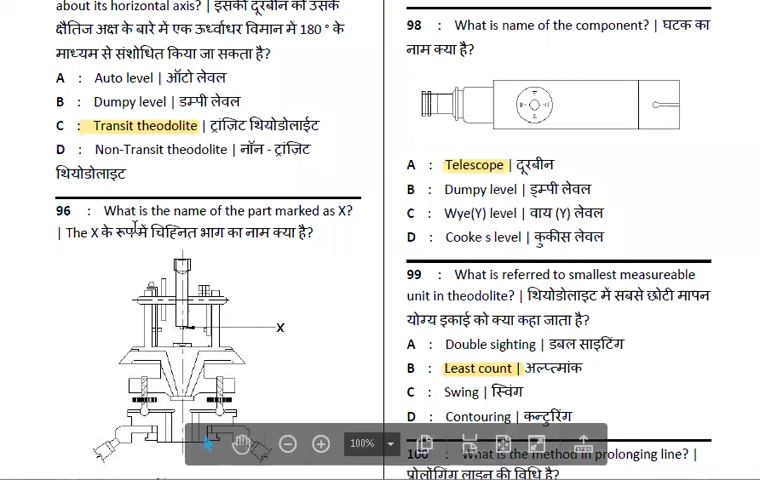 about its horizontal axis? | इसकी दूरबीन को उसके
क्षैतिज अक्ष के बारे में एक ऊर्ध्वाधर विमान में 180 ° के
माध्यम से संशोधित किया जा सकता है?
A : Auto level | ऑटो लेवल
B : Dumpy level | डम्पी लेवल
C : Transit theodolite | ट्रांज़िट थियोडोलाईट
D : Non-Transit theodolite | नॉन - ट्रांज़िट
थियोडोलाइट
96 : What is the name of the part marked as X?
| The X के रूप में चिह्नित भाग का नाम क्या है?
X
98 : What is name of the component? | घटक का
नाम क्या है?
A : Telescope | दूरबीन
B : Dumpy level | ड्म्पी लेवल
C : Wye(Y) level | वाय (Y) लेवल
D : Cooke s level | कुकीस लेवल
99 : What is referred to smallest measureable
unit in theodolite? | थियोडोलाइट में सबसे छोटी मापन
योग्य इकाई को क्या कहा जाता है?
A : Double sighting | डबल साइटिंग
B : Least count | अल्प्त्मांक
C : Swing | स्विंग
D : Contouring | कन्टुरिंग
100 : What is the method in prolonging line? |
प्रोलोंगिंग लाइन की विधि है?
100%